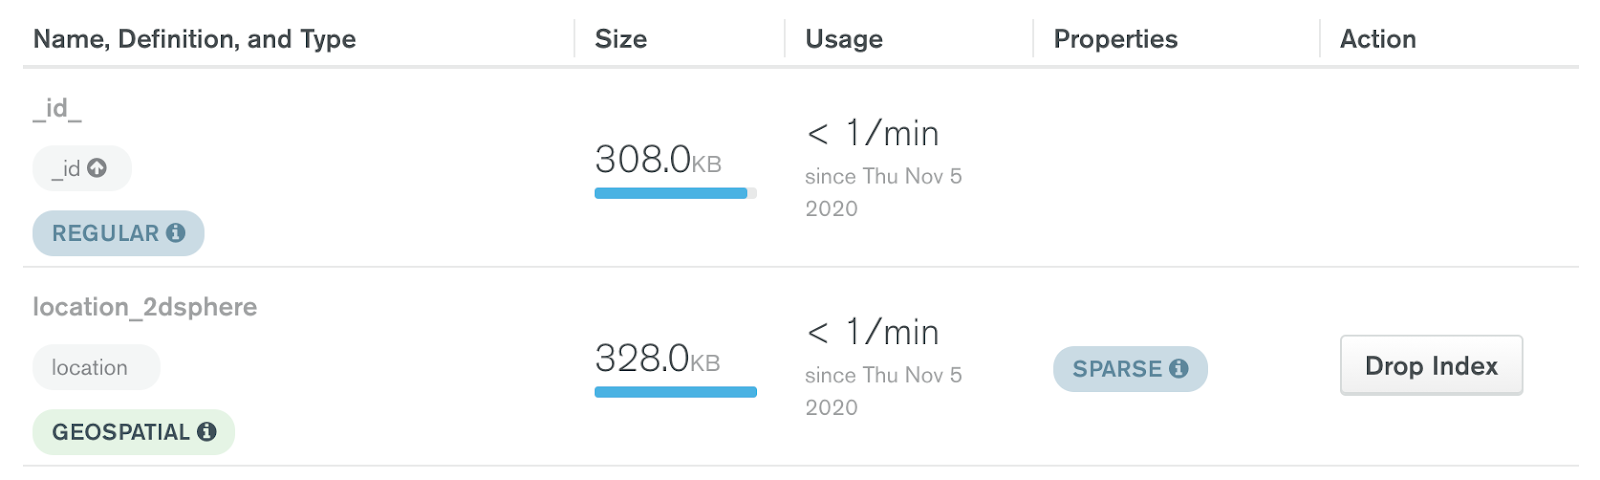 Name, Definition, and Type Size Usage Properties Action
_id_
_id
REGULAR
308.0KB
< 1/min
since Thu Nov 5
2020
location_2dsphere
location
GEOSPATIAL
328.0KB
< 1/min
since Thu Nov 5
2020
SPARSE
Drop Index